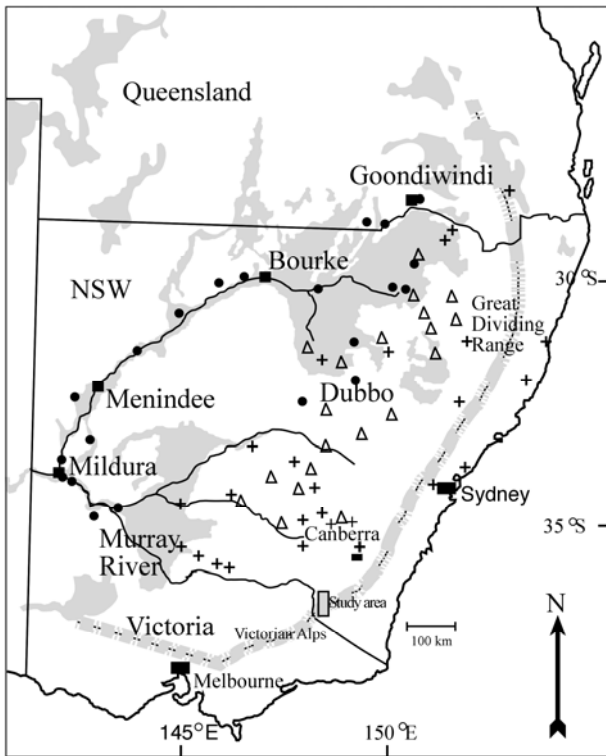 Queensland
Goondiwindi
Bourke
NSW
30°S
Great
Dividing
Range
Menindee
Dubbo
Mildura
Sydney
Canberra
35°S
Murray
River
Study area
N
Victoria
Victorian Alps
100 km
Melbourne
145°E
150°E